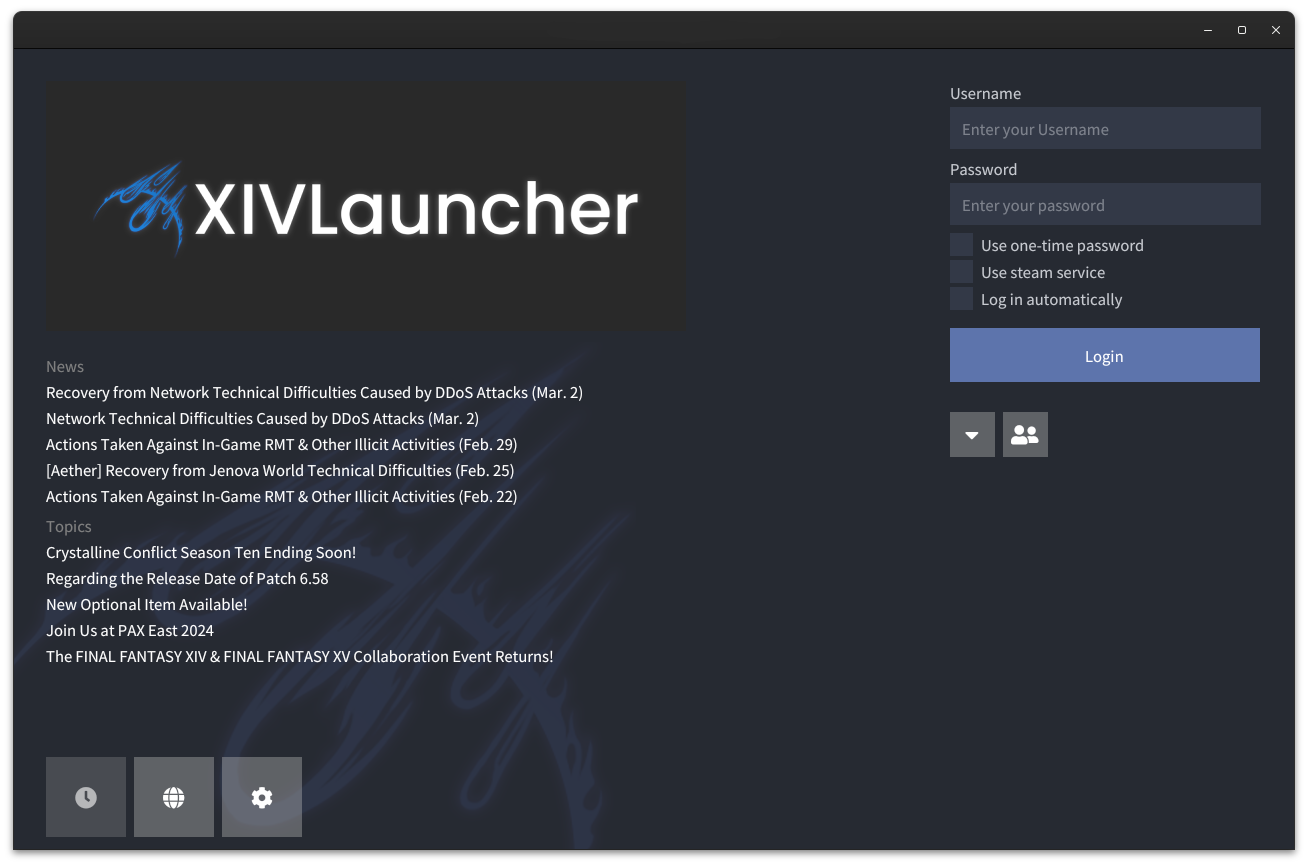 XIVLauncher
News
Recovery from Network Technical Difficulties Caused by DDoS Attacks (Mar. 2)
Network Technical Difficulties Caused by DDoS Attacks (Mar. 2)
Actions Taken Against In-Game RMT & Other Illicit Activities (Feb. 29)
[Aether] Recovery from Jenova World Technical Difficulties (Feb. 25)
Actions Taken Against In-Game RMT & Other Illicit Activities (Feb. 22)
Topics
Crystalline Conflict Season Ten Ending Soon!
Regarding the Release Date of Patch 6.58
New Optional Item Available!
Join Us at PAX East 2024
The FINAL FANTASY XIV & FINAL FANTASY XV Collaboration Event Returns!
Username
Enter your Username
Password
Enter your password
Use one-time password
Use steam service
Log in automatically
Login